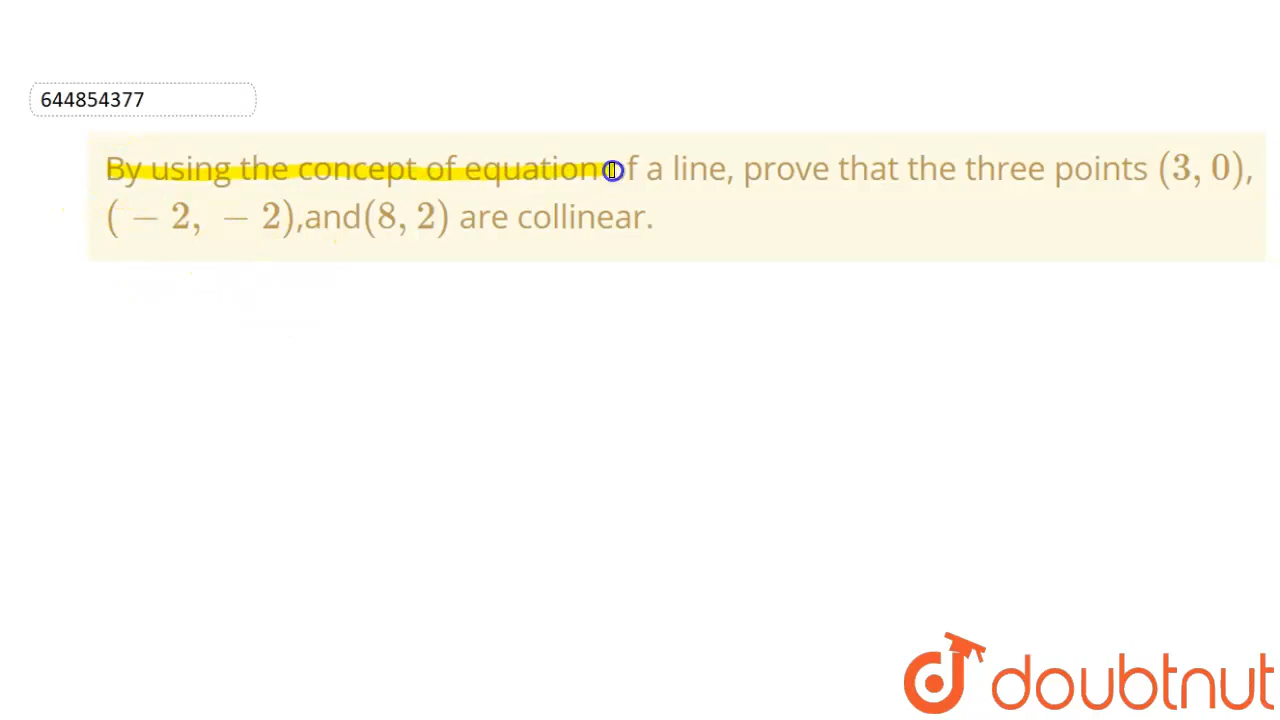 644854377
By using the concept of equation of a line, prove that the three points (3, 0),
( − 2, − 2),and(8, 2) are collinear.
doubtnut